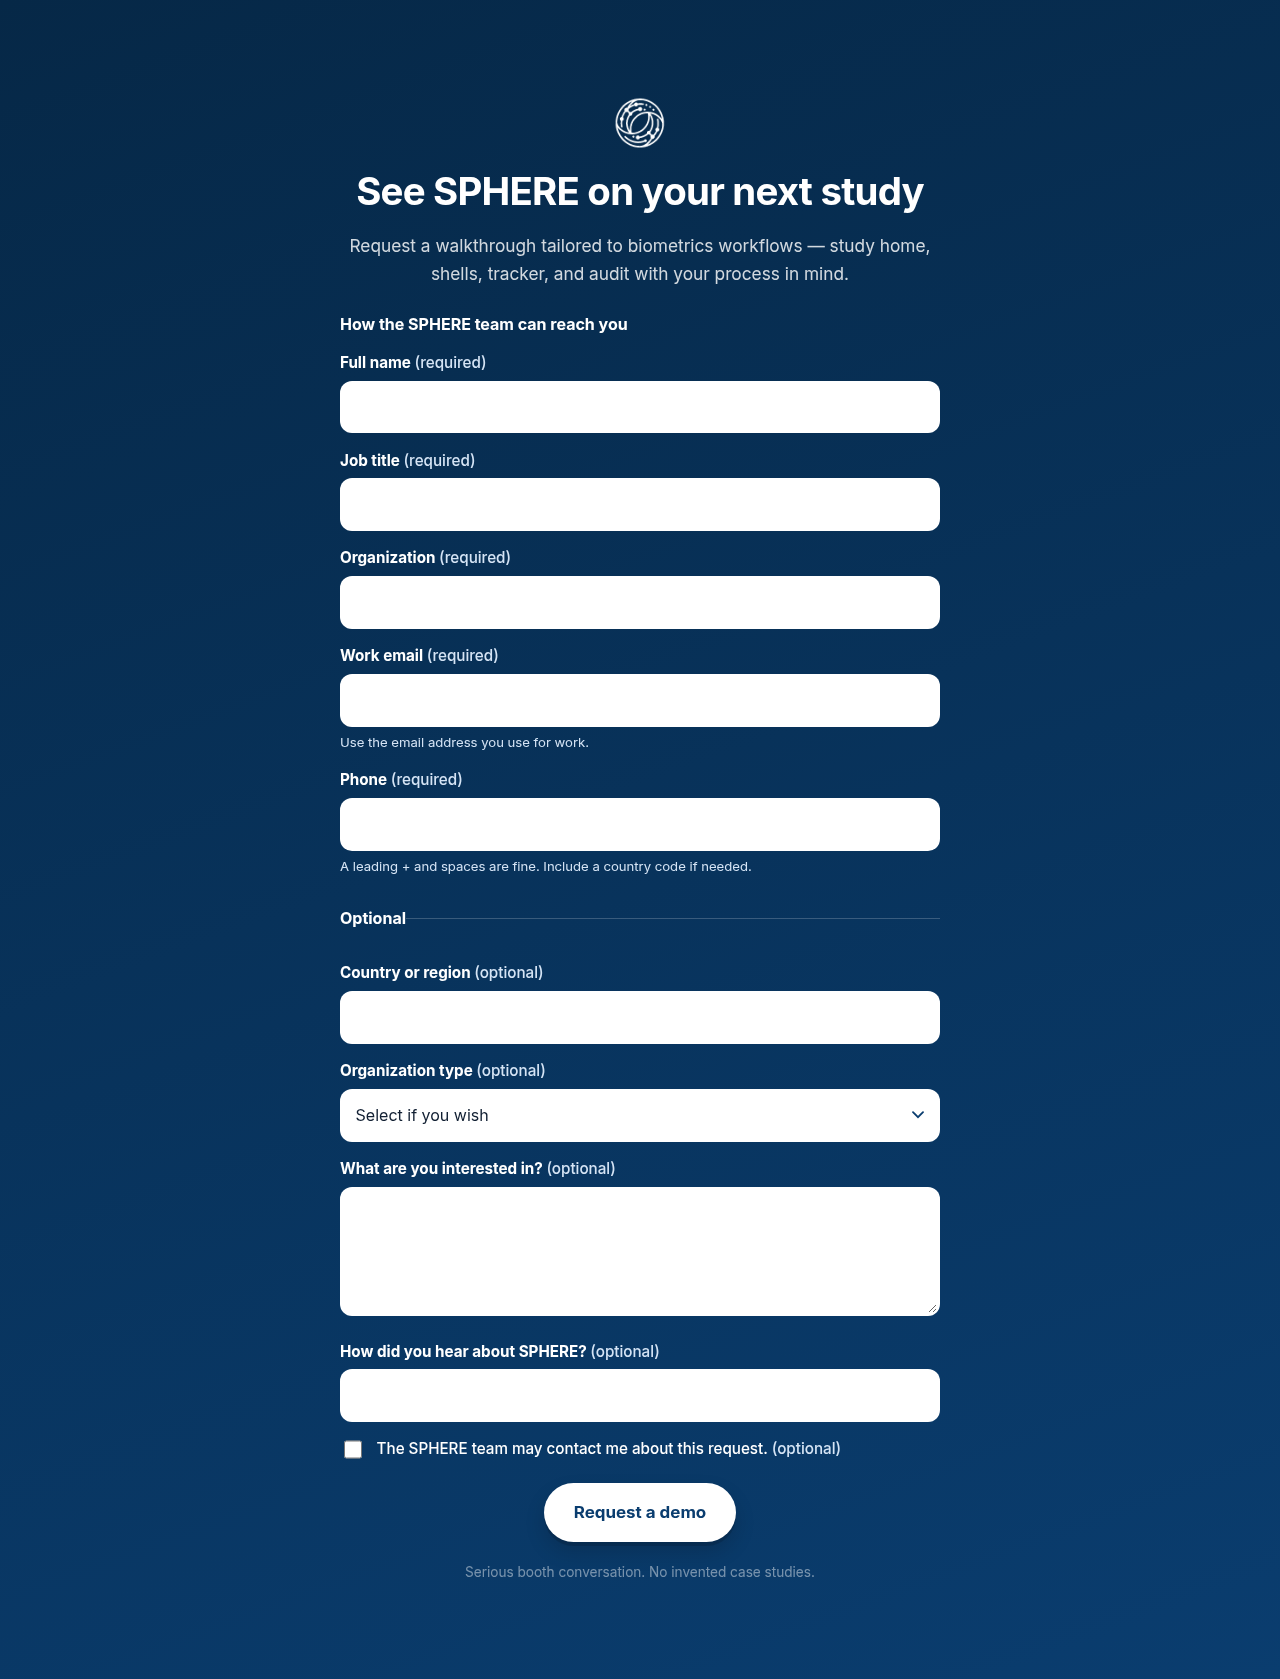 See SPHERE on your next study
Request a walkthrough tailored to biometrics workflows — study home,
shells, tracker, and audit with your process in mind.
How the SPHERE team can reach you
Full name (required)
Job title (required)
Organization (required)
Work email (required)
Use the email address you use for work.
Phone (required)
A leading + and spaces are fine. Include a country code if needed.
Optional
Country or region (optional)
Organization type (optional)
Select if you wish
What are you interested in? (optional)
How did you hear about SPHERE? (optional)
The SPHERE team may contact me about this request. (optional)
Request a demo
Serious booth conversation. No invented case studies.